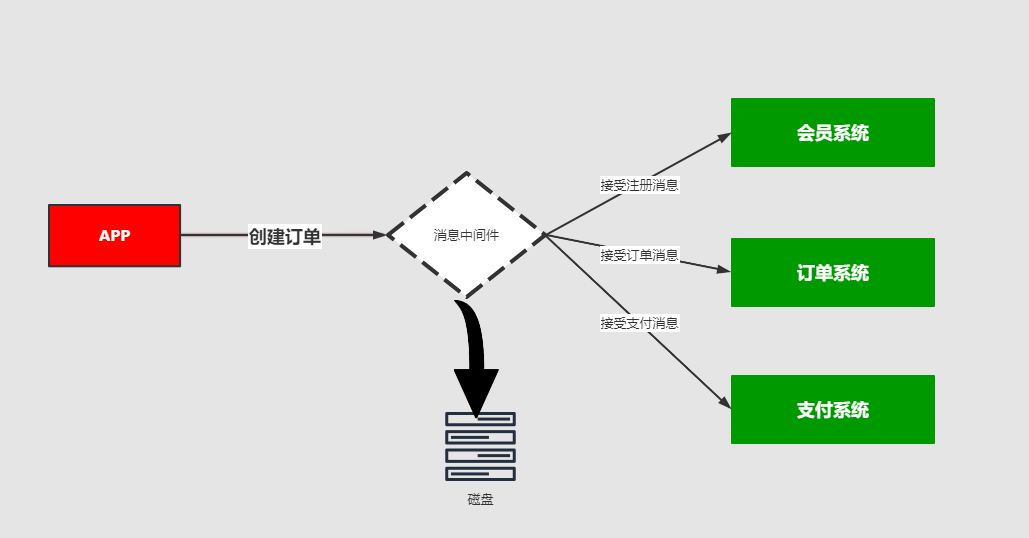 APP
创建订单
消息中间件
接受注册消息
接受订单消息
接受支付消息
会员系统
订单系统
支付系统
磁盘